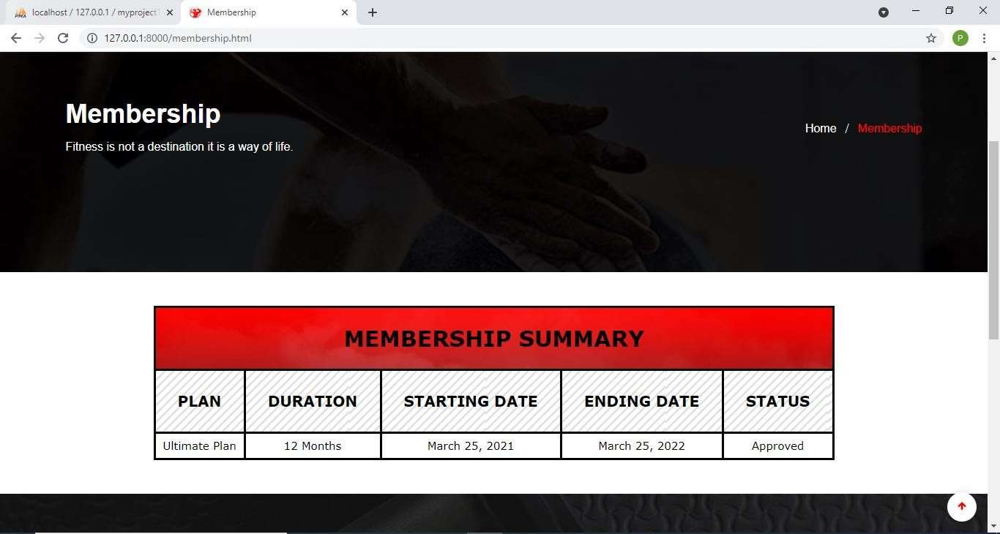 localhost / 127.0.0.1 / myproject1
Membership
127.0.0.1:8000/membership.html
P
Membership
Home / Membership
Fitness is not a destination it is a way of life.
MEMBERSHIP SUMMARY
PLAN DURATION STARTING DATE ENDING DATE STATUS
Ultimate Plan 12 Months March 25, 2021 March 25, 2022 Approved